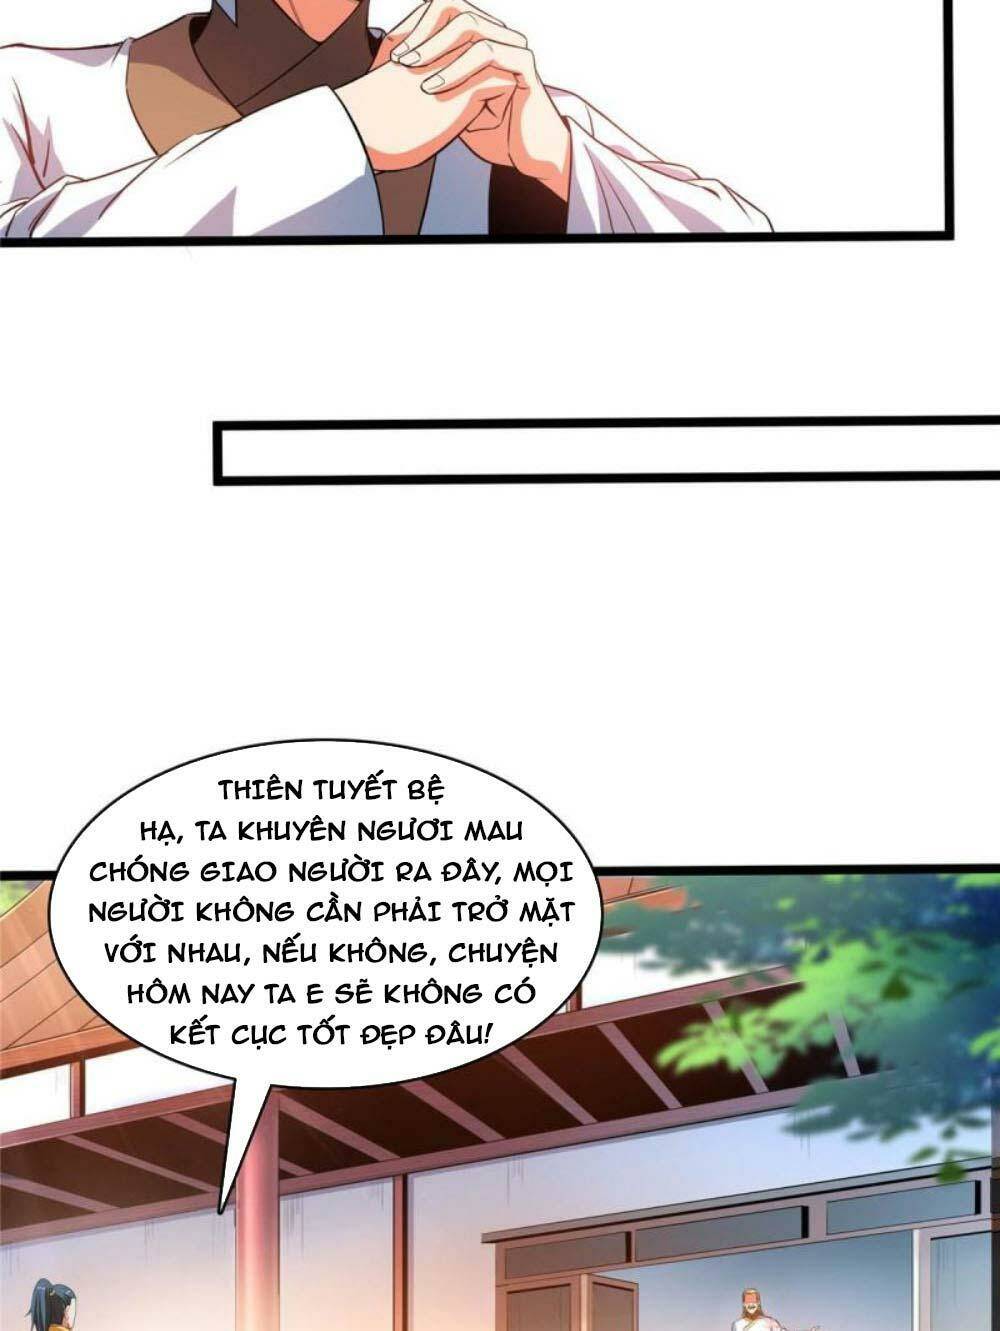 THIÊN TUYẾT BỆ
HẠ, TA KHUYÊN NGƯƠI MAU
CHÓNG GIAO NGƯỜI RA ĐÂY, MỌI
NGƯỜI KHÔNG CẦN PHẢI TRỞ MẶT
VỚI NHAU, NẾU KHÔNG, CHUYỆN
HÔM NAY TA E SẼ KHÔNG CÓ
KẾT CỤC TỐT ĐẸP ĐÂU!